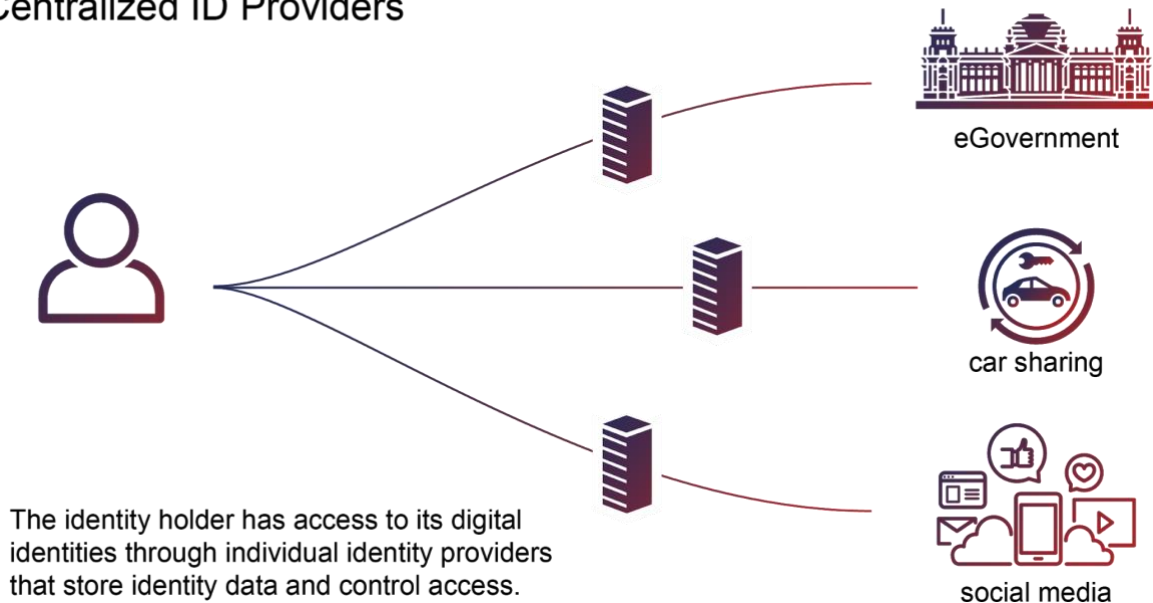 Centralized ID Providers
eGovernment
car sharing
The identity holder has access to its digital
identities through individual identity providers
that store identity data and control access.
social media